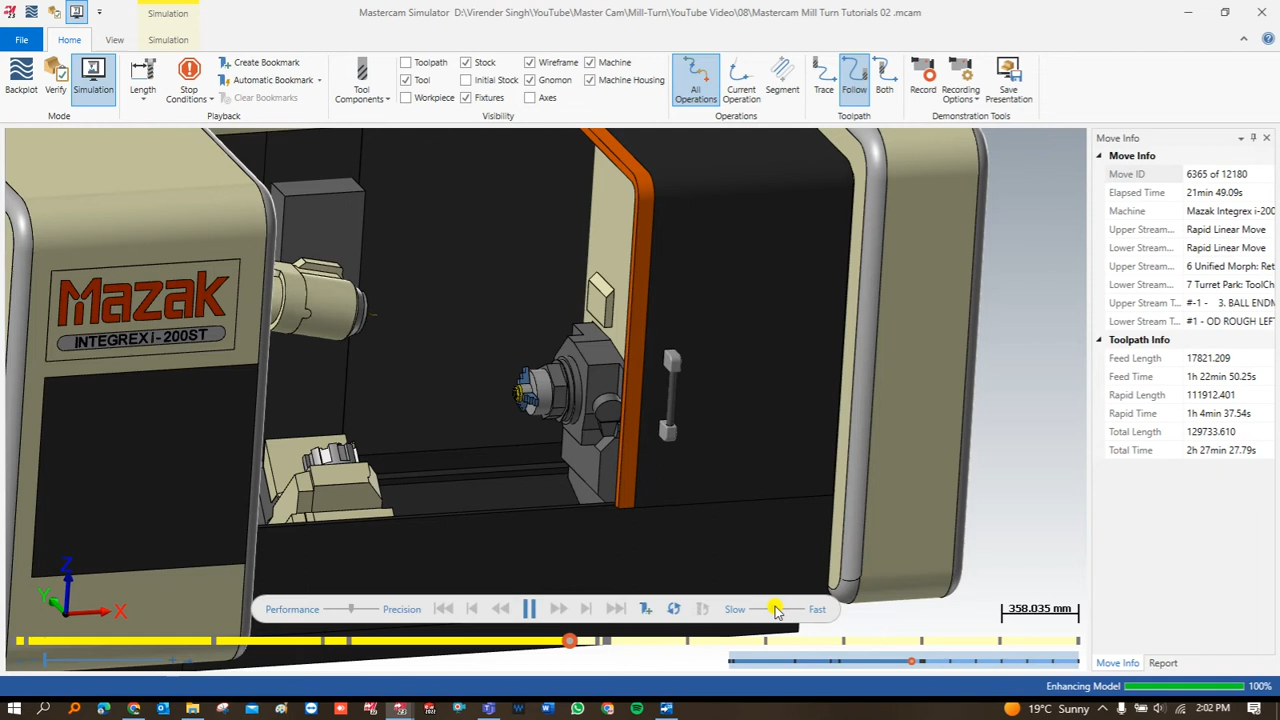 Mastercam Simulator D:\Virender Singh\YouTube\Master Cam\Mill-Turn\YouTube Video\08\Mastercam Mill Turn Tutorials 02 .mcam
Simulation
File
Home
View
Simulation
Backplot
Verify
Simulation
Mode
Length
Stop Conditions
Create Bookmark
Automatic Bookmark
Clear Bookmarks
Playback
Tool Components
Toolpath
Tool
Workpiece
Stock
Initial Stock
Fixtures
Wireframe
Gnomon
Axes
Machine
Machine Housing
Visibility
All Operations
Current Operation
Segment
Operations
Trace
Follow
Both
Toolpath
Record
Recording Options
Save Presentation
Demonstration Tools
Mazak
INTEGREX i-200ST
Move Info
Move Info
Move ID 6365 of 12180
Elapsed Time 21min 49.09s
Machine Mazak Integrex i-200
Upper Stream... Rapid Linear Move
Lower Stream... Rapid Linear Move
Upper Stream... 6 Unified Morph: Ret
Lower Stream... 7 Turret Park: ToolCh
Upper Stream T... #-1 - 3. BALL ENDM
Lower Stream T... #1 - OD ROUGH LEFT
Toolpath Info
Feed Length 17821.209
Feed Time 1h 22min 50.25s
Rapid Length 111912.401
Rapid Time 1h 4min 37.54s
Total Length 129733.610
Total Time 2h 27min 27.79s
Z
Y
X
Performance
Precision
Slow
Fast
358.035 mm
Move Info
Report
Enhancing Model
100%
19°C Sunny
2:02 PM